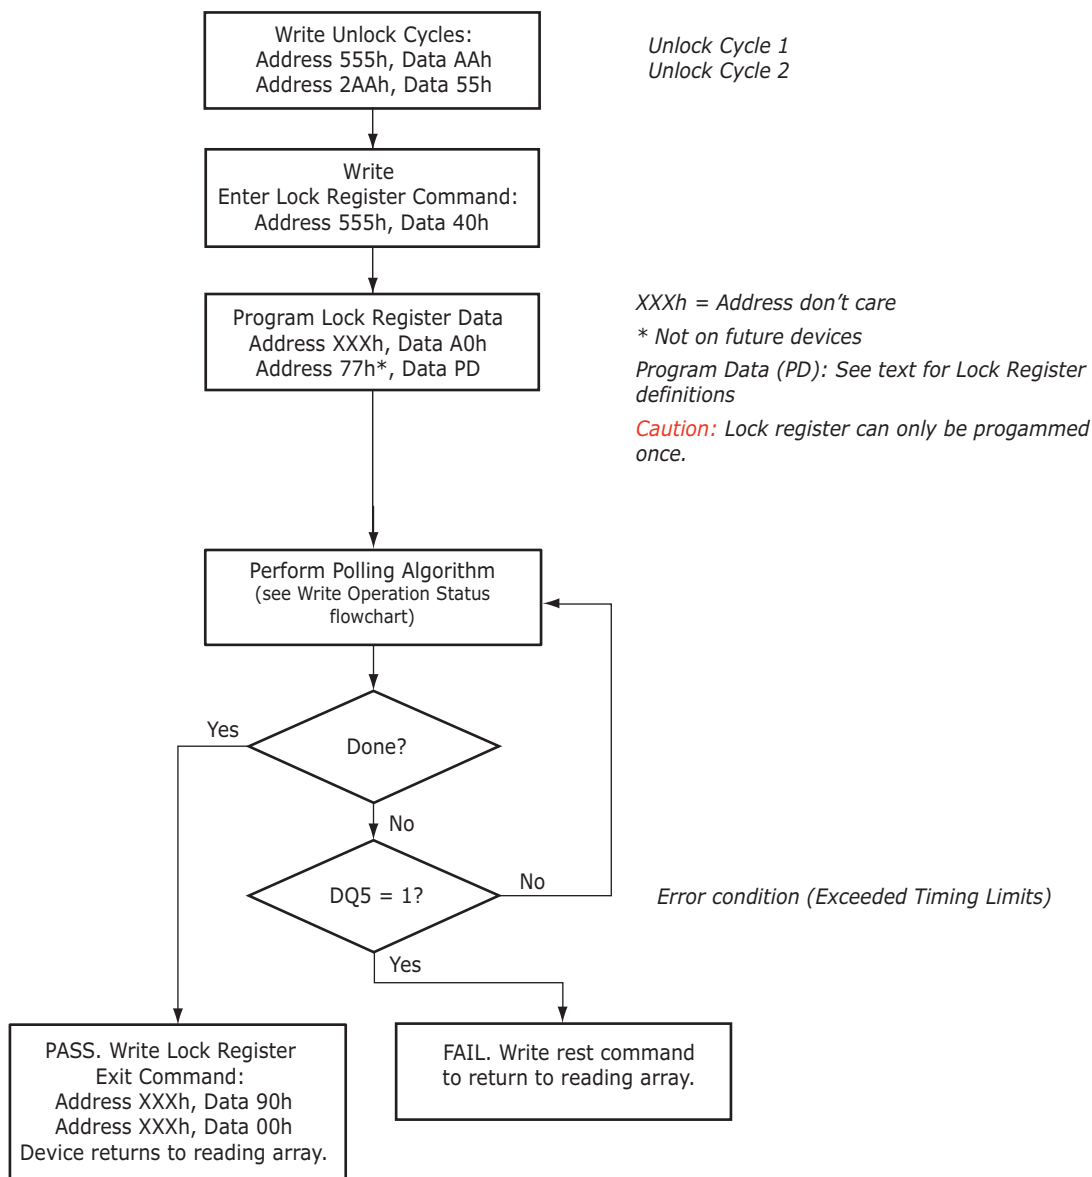 Write Unlock Cycles:
Address 555h, Data AAh
Address 2AAh, Data 55h
Unlock Cycle 1
Unlock Cycle 2
Write
Enter Lock Register Command:
Address 555h, Data 40h
Program Lock Register Data
Address XXXh, Data A0h
Address 77h*, Data PD
XXXh = Address don't care
* Not on future devices
Program Data (PD): See text for Lock Register
definitions
Caution: Lock register can only be progammed
once.
Perform Polling Algorithm
(see Write Operation Status
flowchart)
Yes
Done?
No
DQ5 = 1?
No
Error condition (Exceeded Timing Limits)
Yes
PASS. Write Lock Register
Exit Command:
Address XXXh, Data 90h
Address XXXh, Data 00h
Device returns to reading array.
FAIL. Write rest command
to return to reading array.